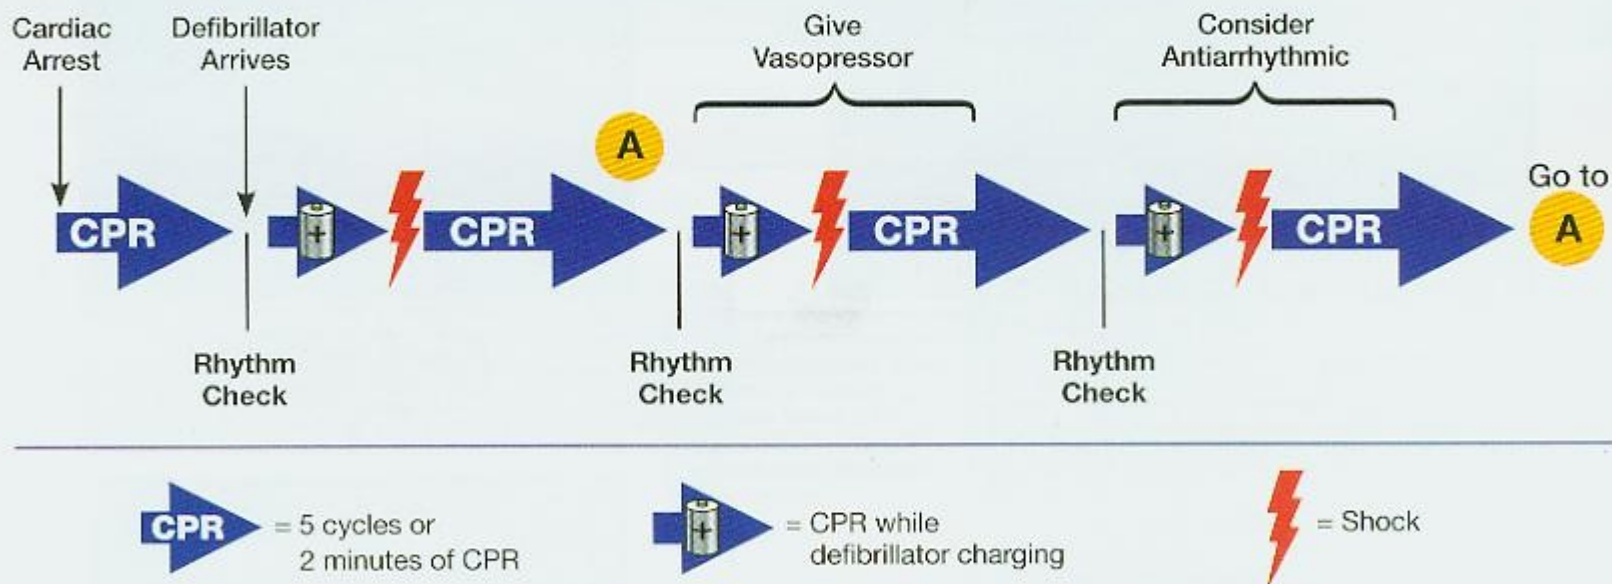 Cardiac
Arrest
Defibrillator
Arrives
Give
Vasopressor
Consider
Antiarrhythmic
A
CPR
+
CPR
+
CPR
+
CPR
Go to
A
Rhythm
Check
Rhythm
Check
Rhythm
Check
CPR = 5 cycles or
2 minutes of CPR
+ = CPR while
defibrillator charging
= Shock